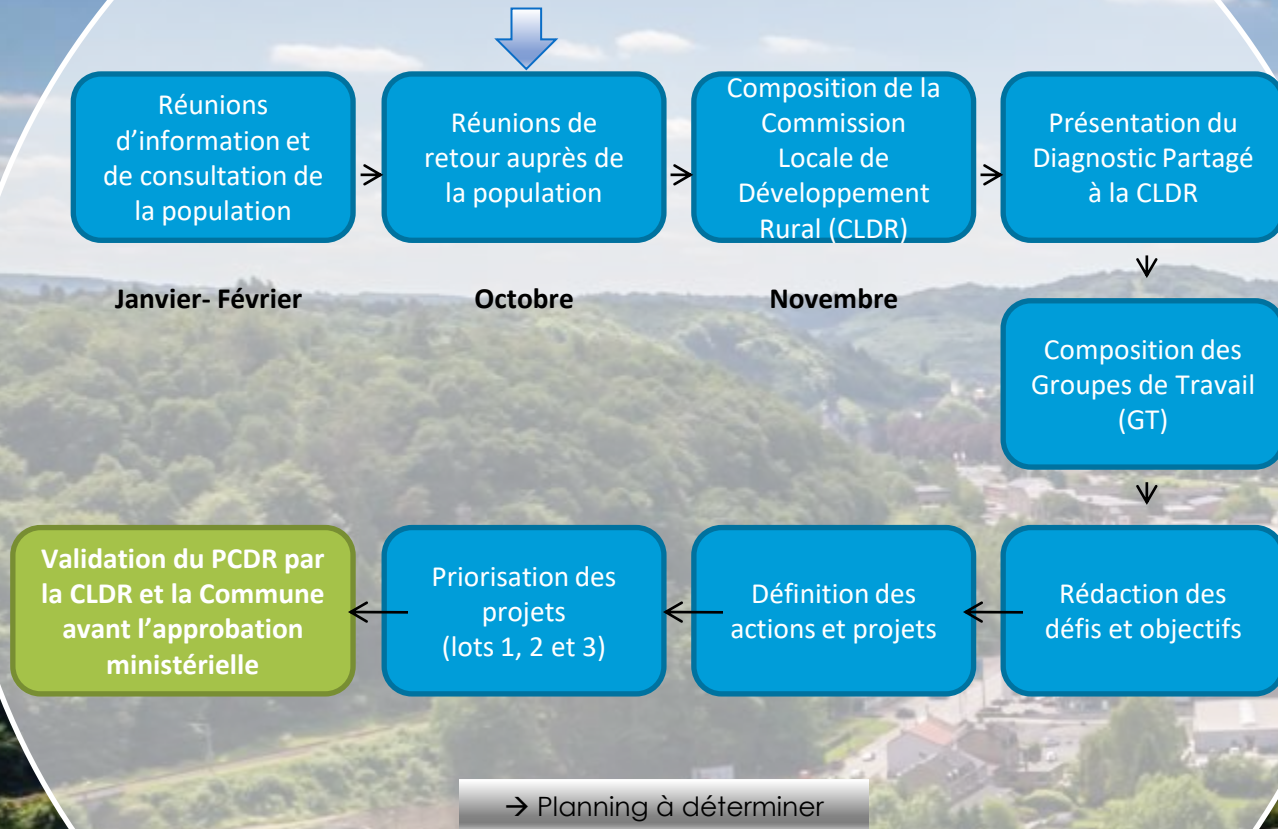 Réunions
d’information et
de consultation de
la population
Réunions de
retour auprès de
la population
Composition de la
Commission
Locale de
Développement
Rural (CLDR)
Présentation du
Diagnostic Partagé
à la CLDR
Janvier- Février
Octobre
Novembre
Composition des
Groupes de Travail
(GT)
Rédaction des
défis et objectifs
Définition des
actions et projets
Priorisation des
projets
(lots 1, 2 et 3)
Validation du PCDR par
la CLDR et la Commune
avant l’approbation
ministérielle
→ Planning à déterminer